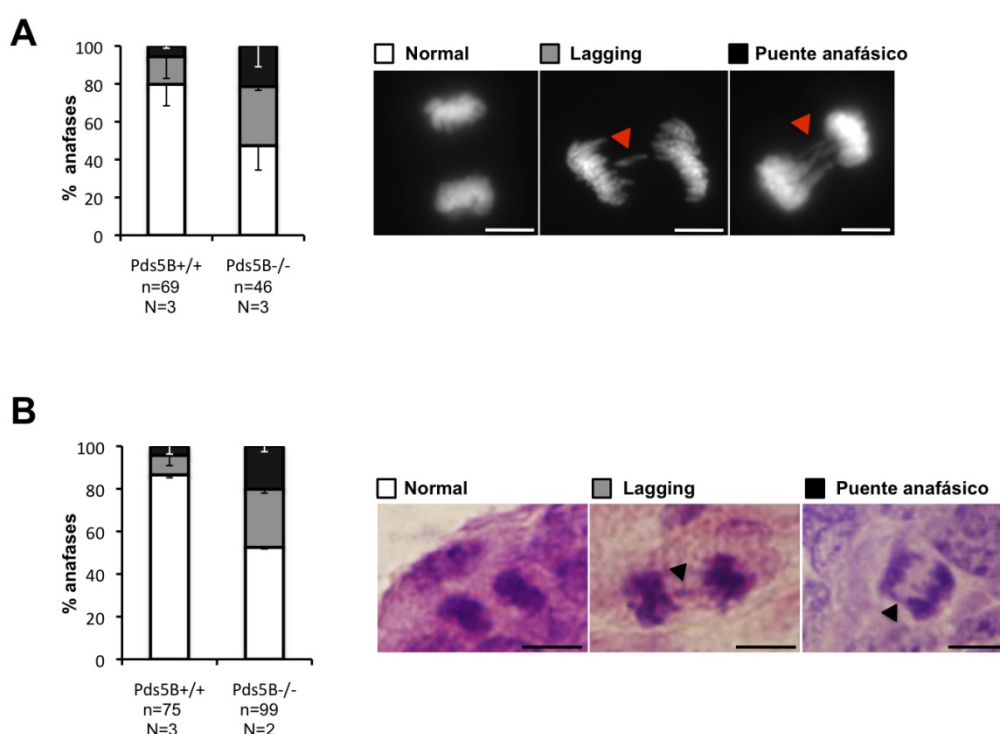 A
100
80
60
40
20
0
% anafases
Pds5B+/+ Pds5B-/-
n=69 n=46
N=3 N=3
Normal Lagging Puente anafásico
B
100
80
60
40
20
0
% anafases
Pds5B+/+ Pds5B-/-
n=75 n=99
N=3 N=2
Normal Lagging Puente anafásico